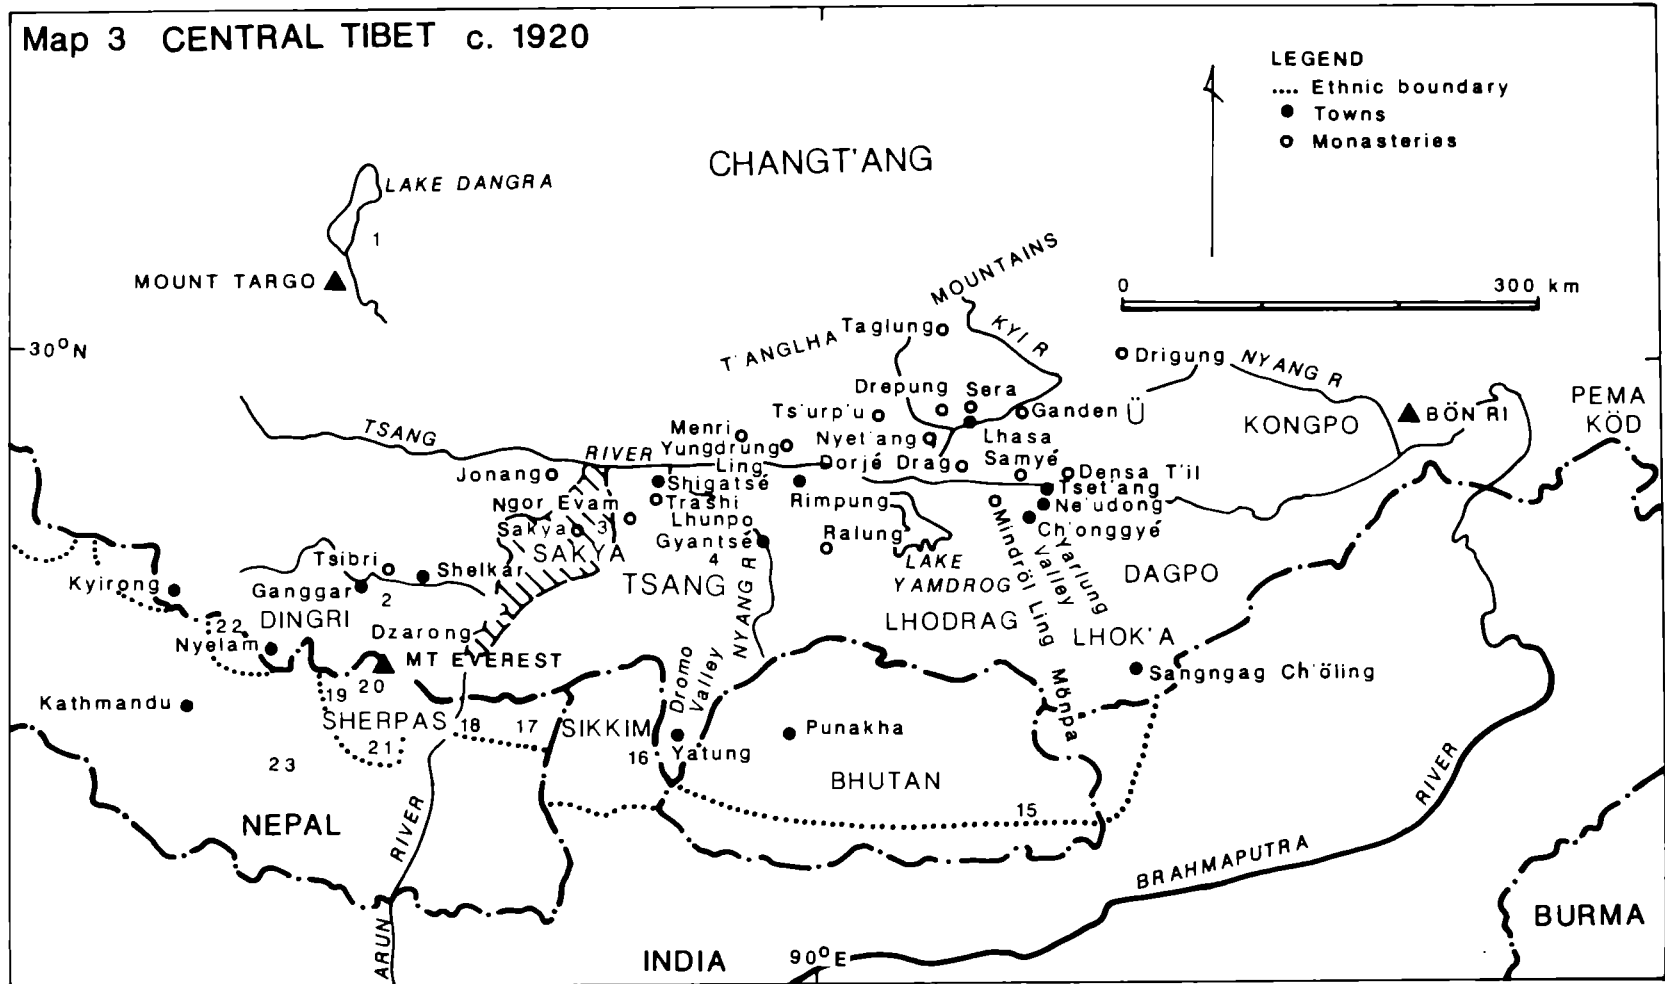 Map 3 CENTRAL TIBET c. 1920
LEGEND
.... Ethnic boundary
● Towns
○ Monasteries
CHANGT'ANG
LAKE DANGRA
1
MOUNT TARGO
MOUNTAINS
T'ANGLHA
0 300 km
30°N
Taglung
KYI R
Drigung
NYANG R
Drepung
Sera
Ts'urp'u
Ganden
Ü
KONGPO
BÖN RI
PEMA
KÖD
TSANG
RIVER
Menri
Yungdrung
Ling
Nyet'ang
Lhasa
Dorjé Drag
Samyé
Densa T'il
Jonang
Shigatsé
Rimpung
Tset'ang
Ngor Evam
Trashi
Lhunpo
Ne'udong
Sakya
3
Ch'onggyé
SAKYA
Gyantsé
4
Ralung
Mindröl Ling
Yarlung
Valley
LAKE
YAMDROG
Tsibri
Shelkar
TSANG
DAGPO
Kyirong
Ganggar
2
NYANG R
DINGRI
LHODRAG
22
LHOK'A
Nyelam
Dzarong
MT EVEREST
Dromo
Valley
Mönpa
Sangngag Ch'öling
19
20
Kathmandu
SHERPAS
18
17
SIKKIM
Punakha
21
16
Yatung
23
BHUTAN
15
NEPAL
RIVER
ARUN
RIVER
BRAHMAPUTRA
BURMA
INDIA
90°E